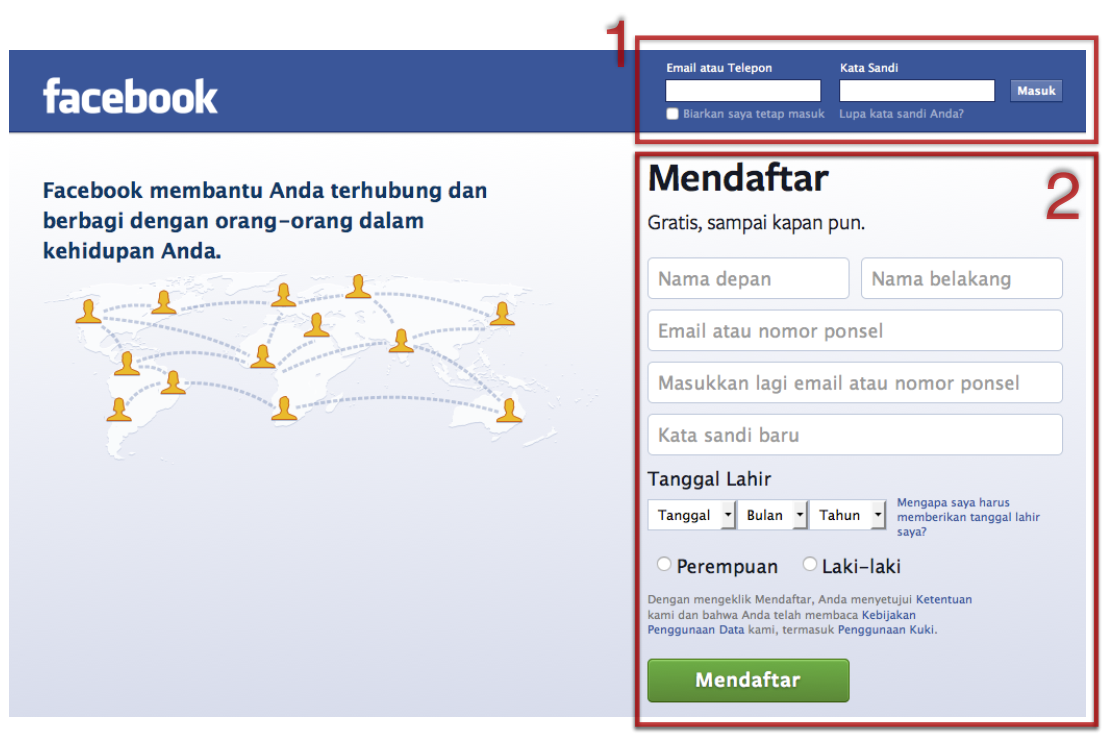 1
facebook
Email atau Telepon
Kata Sandi
Masuk
Biarkan saya tetap masuk
Lupa kata sandi Anda?
Facebook membantu Anda terhubung dan
berbagi dengan orang-orang dalam
kehidupan Anda.
2
Mendaftar
Gratis, sampai kapan pun.
Nama depan
Nama belakang
Email atau nomor ponsel
Masukkan lagi email atau nomor ponsel
Kata sandi baru
Tanggal Lahir
Tanggal
Bulan
Tahun
Mengapa saya harus
memberikan tanggal lahir
saya?
Perempuan
Laki-laki
Dengan mengeklik Mendaftar, Anda menyetujui Ketentuan
kami dan bahwa Anda telah membaca Kebijakan
Penggunaan Data kami, termasuk Penggunaan Kuki.
Mendaftar